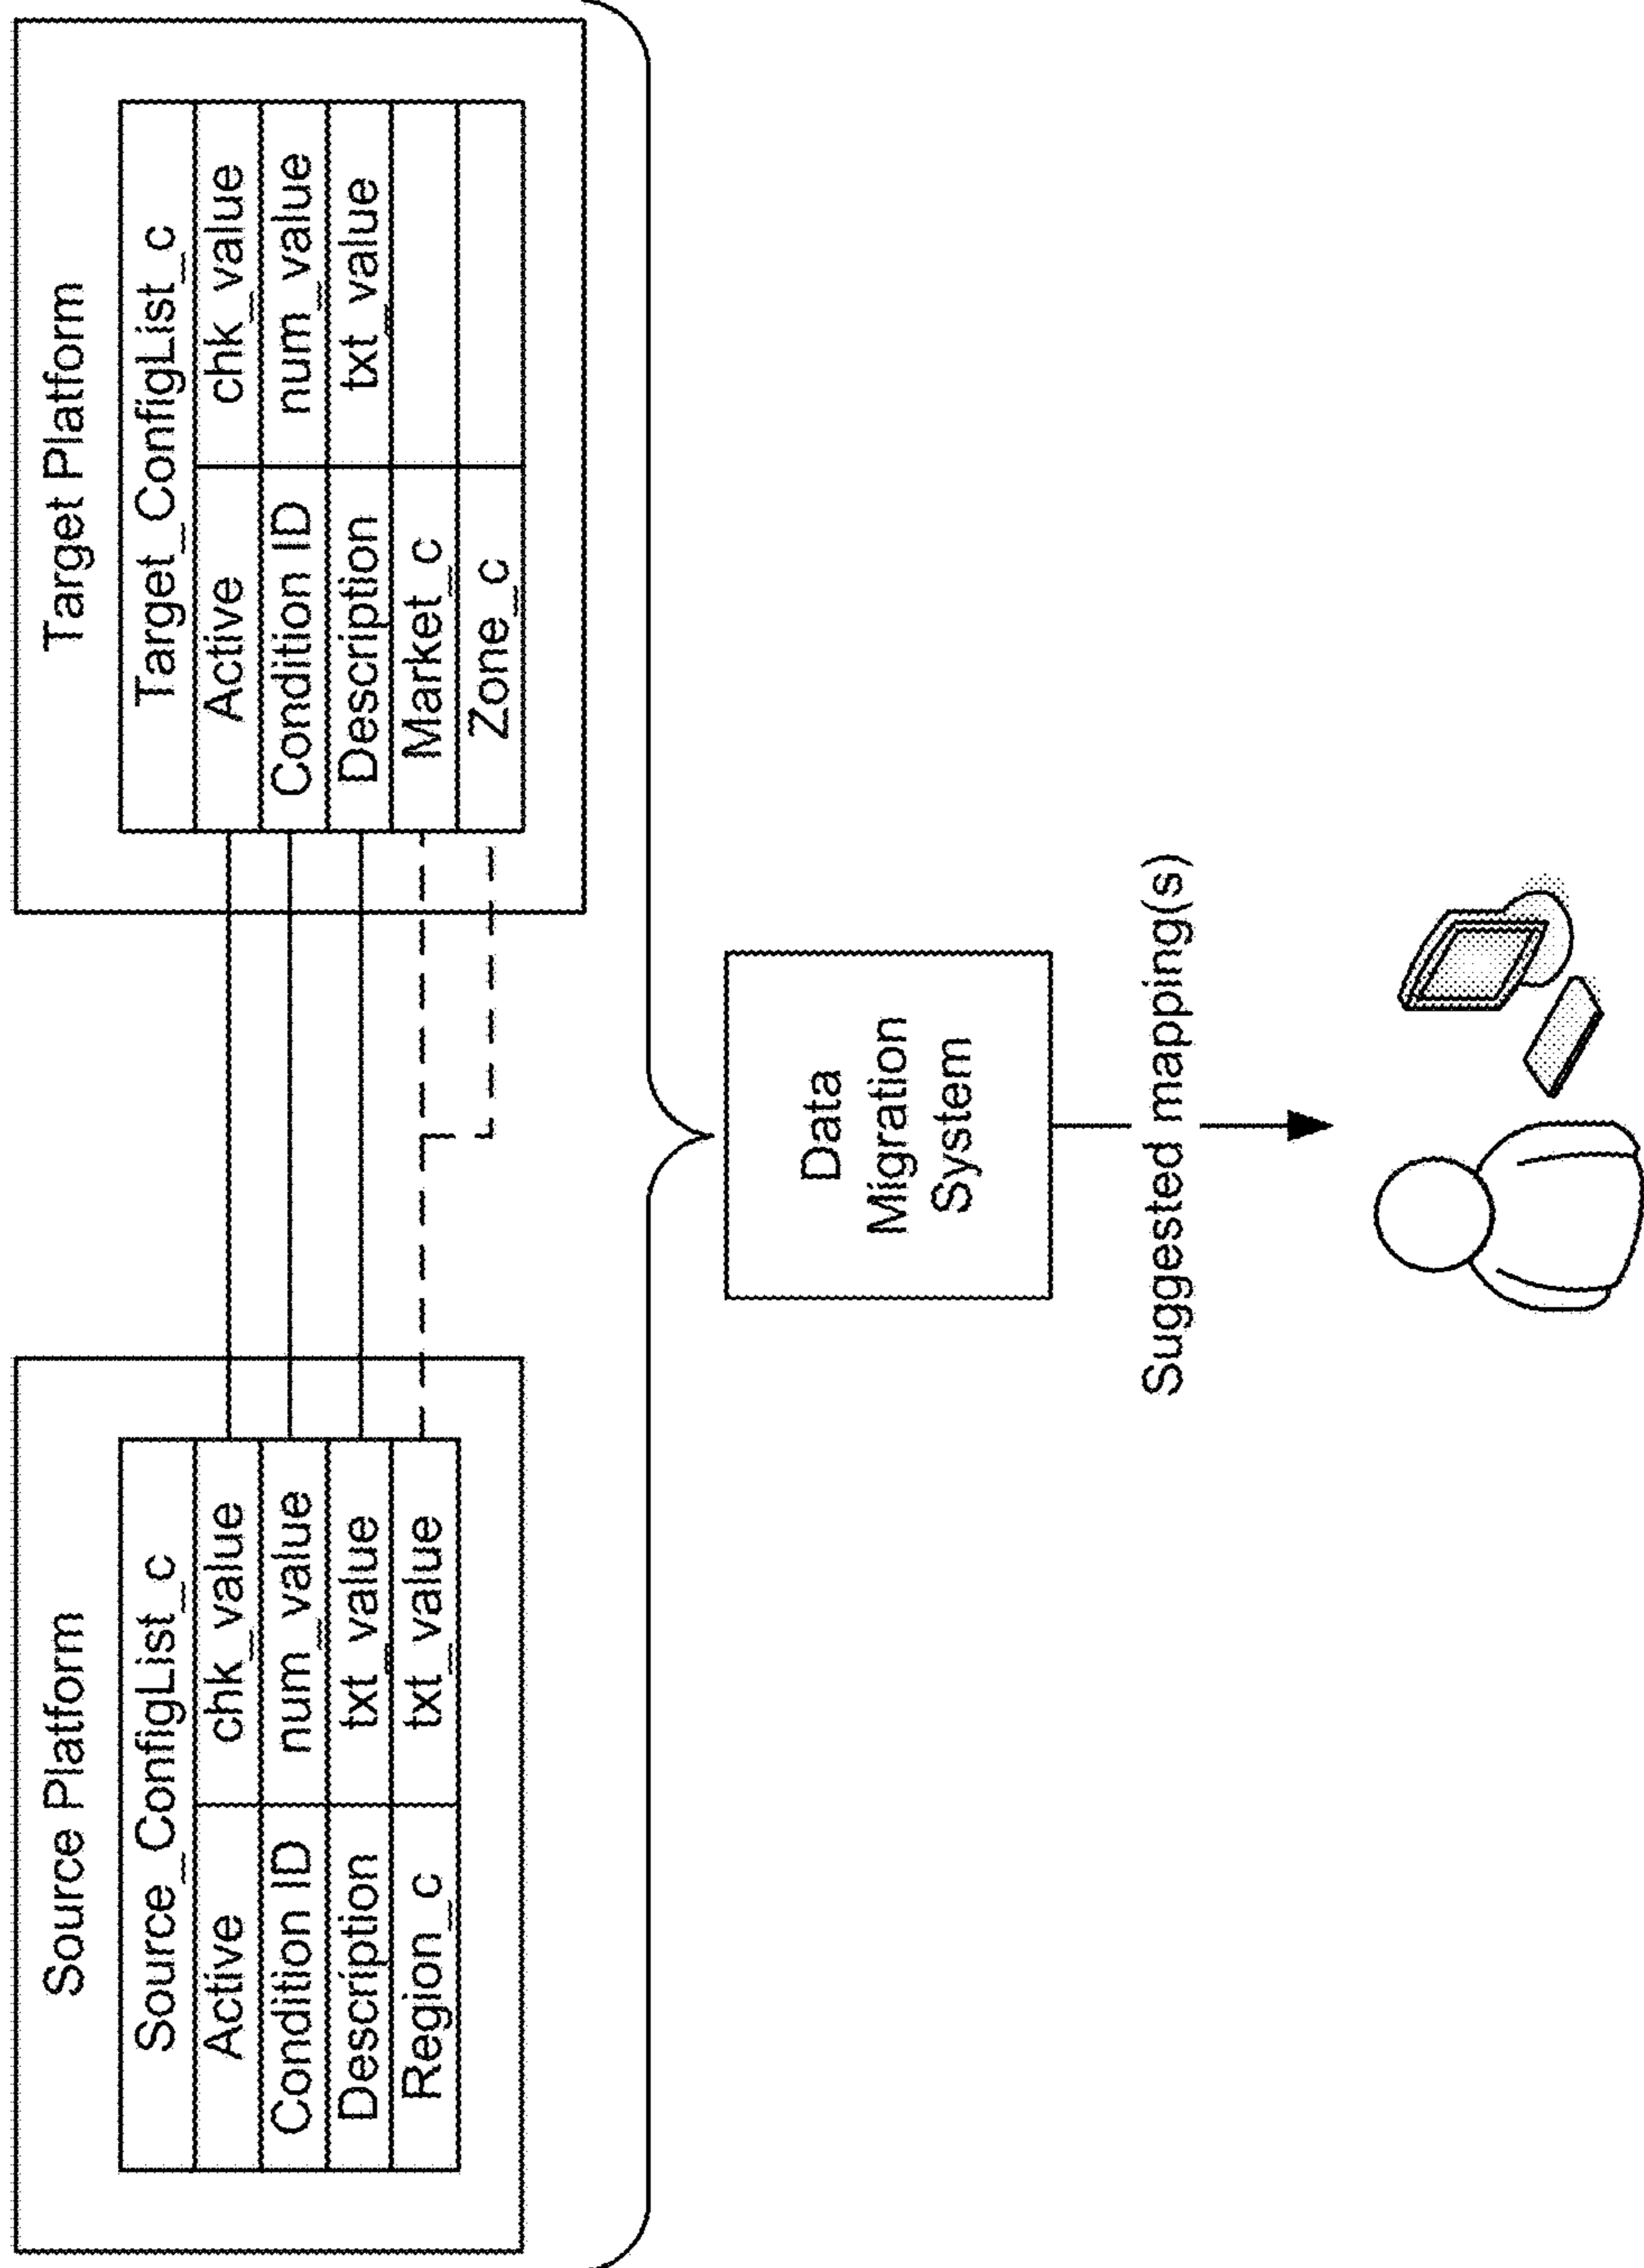 Source Platform
Source_ConfigList_c
Active chk_value
Condition ID num_value
Description txt_value
Region_c txt_value
Target Platform
Target_ConfigList_c
Active chk_value
Condition ID num_value
Description txt_value
Market_c
Zone_c
Data
Migration
System
Suggested mapping(s)